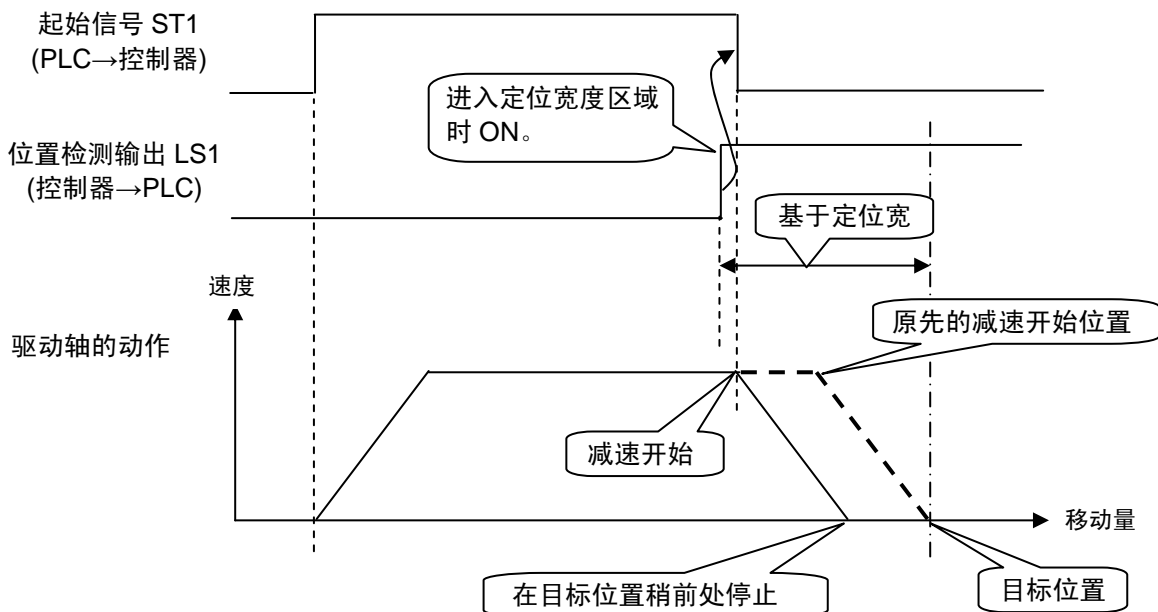 起始信号 ST1
(PLC→控制器)
进入定位宽度区域
时 ON。
位置检测输出 LS1
(控制器→PLC)
基于定位宽
速度
原先的减速开始位置
驱动轴的动作
减速开始
移动量
在目标位置稍前处停止
目标位置